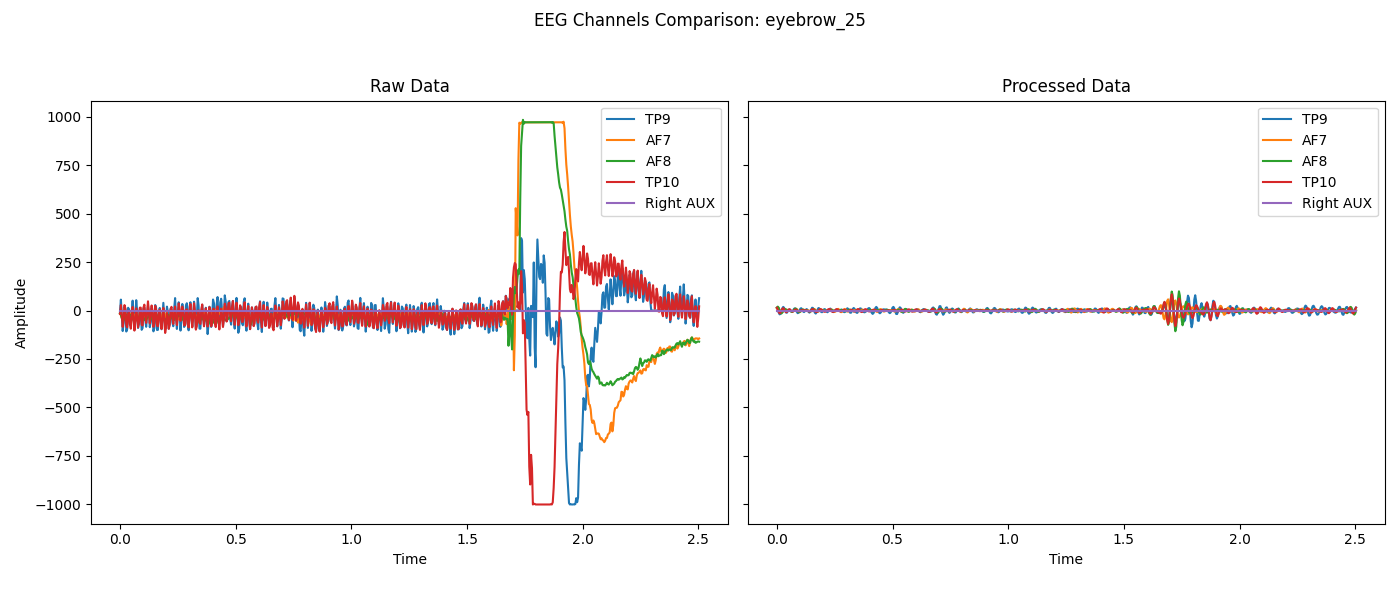 EEG Channels Comparison: eyebrow_25
Raw Data
Amplitude
1000
750
500
250
0
−250
−500
−750
−1000
0.0
0.5
1.0
1.5
2.0
2.5
Time
TP9
AF7
AF8
TP10
Right AUX
Processed Data
0.0
0.5
1.0
1.5
2.0
2.5
Time
TP9
AF7
AF8
TP10
Right AUX